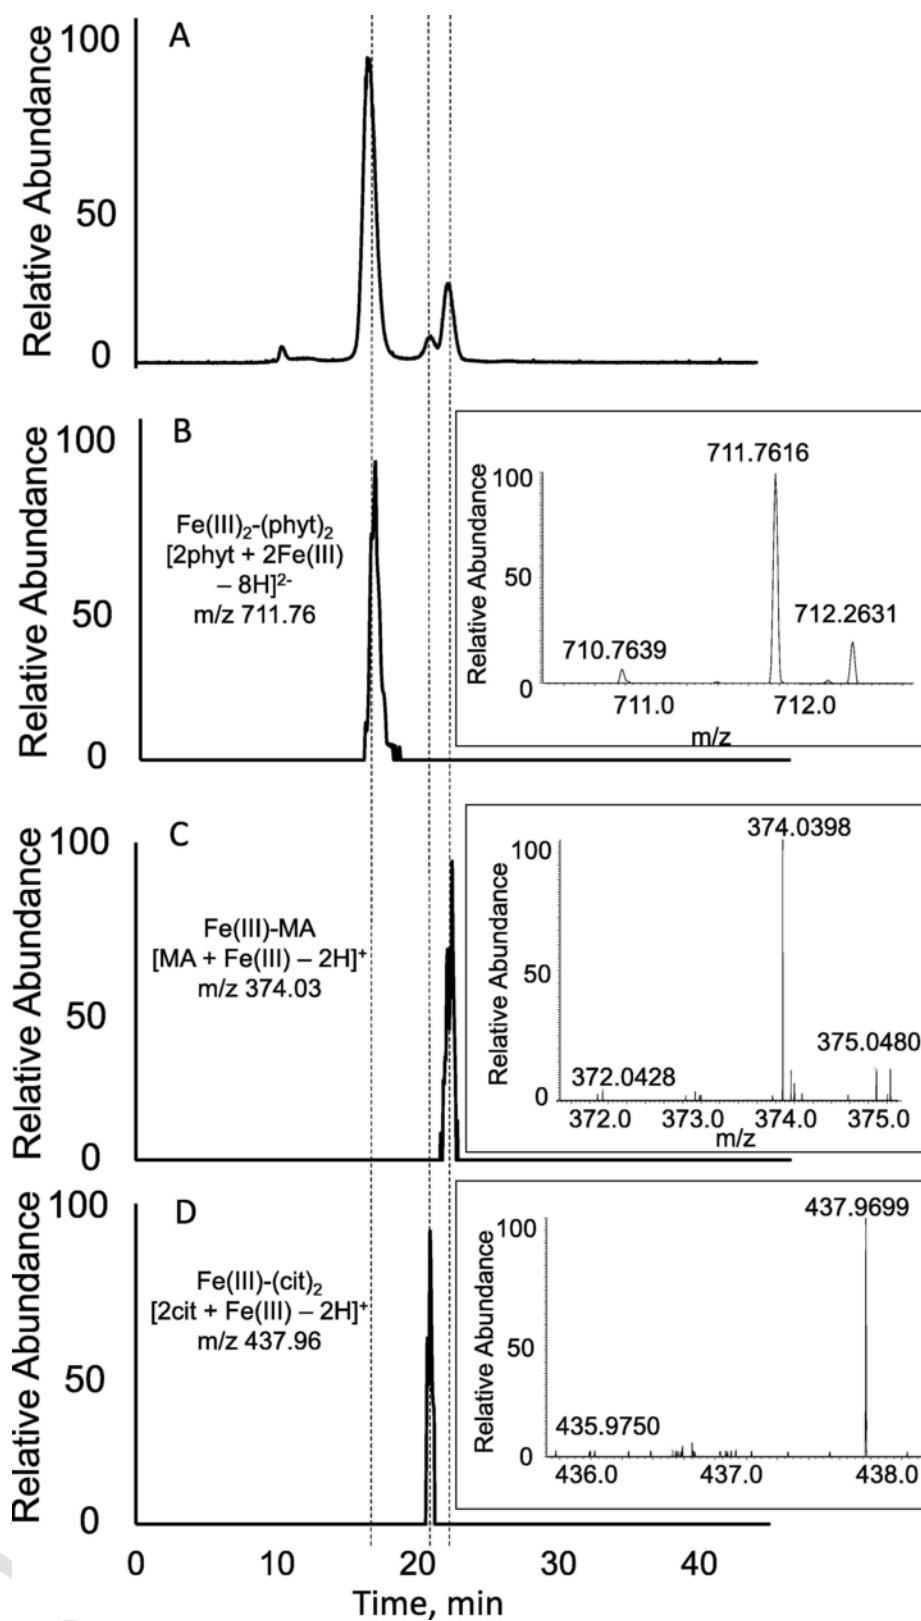 A
Relative Abundance
100
50
0
B
Relative Abundance
100
50
0
Fe(III)₂-(phyt)₂
[2phyt + 2Fe(III)
– 8H]²⁻
m/z 711.76
Relative Abundance
100
50
0
711.7616
712.2631
710.7639
711.0 712.0
m/z
C
Relative Abundance
100
50
0
Fe(III)-MA
[MA + Fe(III) – 2H]⁺
m/z 374.03
Relative Abundance
100
50
0
374.0398
375.0480
372.0428
372.0 373.0 374.0 375.0
m/z
D
Relative Abundance
100
50
0
Fe(III)-(cit)₂
[2cit + Fe(III) – 2H]⁺
m/z 437.96
Relative Abundance
100
50
0
437.9699
435.9750
436.0 437.0 438.0
0 10 20 30 40
Time, min